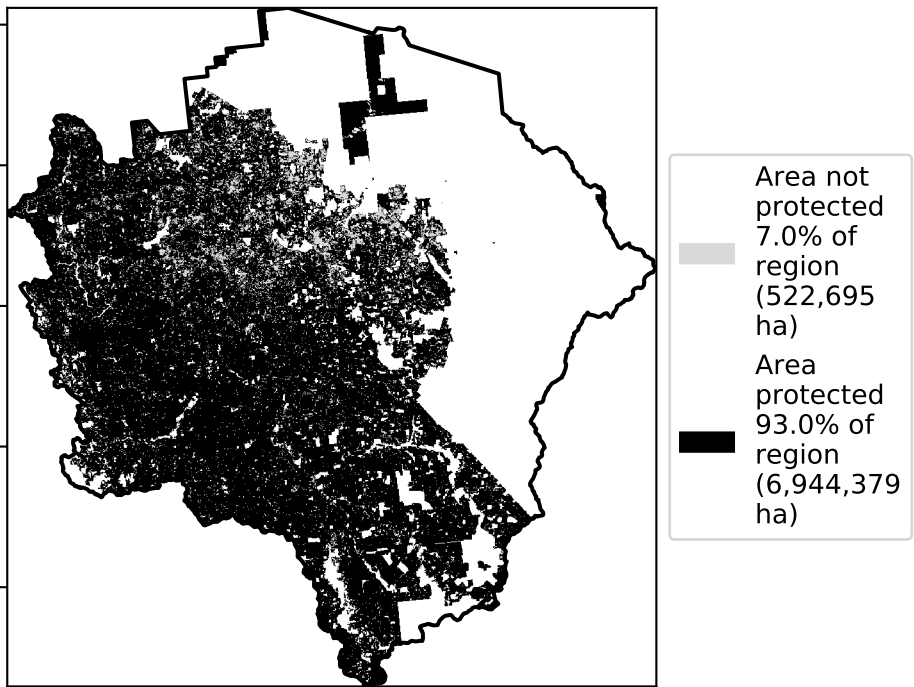 Area not
protected
7.0% of
region
(522,695
ha)
Area
protected
93.0% of
region
(6,944,379
ha)